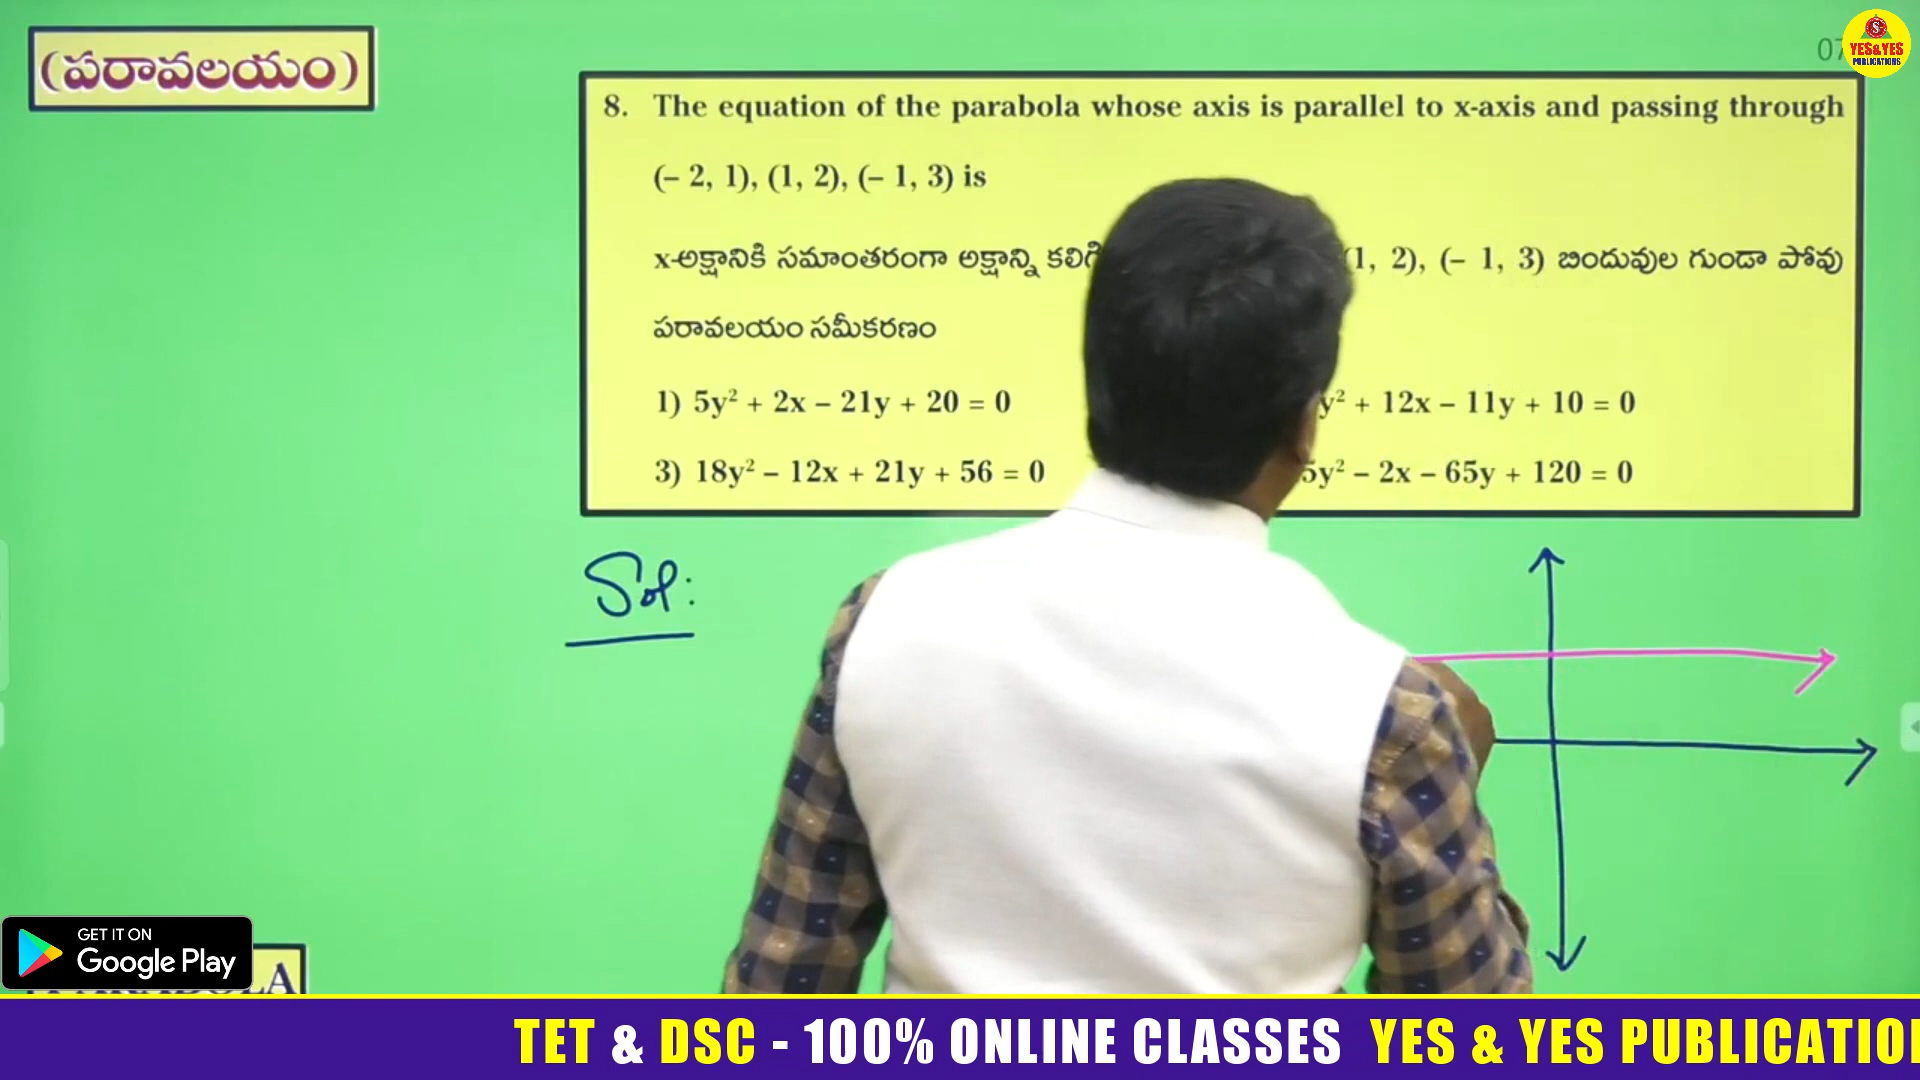 (పరావలయం)
07
YES&YES
PUBLICATIONS
8. The equation of the parabola whose axis is parallel to x-axis and passing through
(– 2, 1), (1, 2), (– 1, 3) is
x-అక్షానికి సమాంతరంగా అక్షాన్ని 1, 2), (– 1, 3) బిందువుల గుండా పోవు
పరావలయం సమీకరణం
1) 5y² + 2x – 21y + 20 = 0
y² + 12x – 11y + 10 = 0
3) 18y² – 12x + 21y + 56 = 0
5y² – 2x – 65y + 120 = 0
Sol:
GET IT ON
Google Play
TET & DSC - 100% ONLINE CLASSES YES & YES